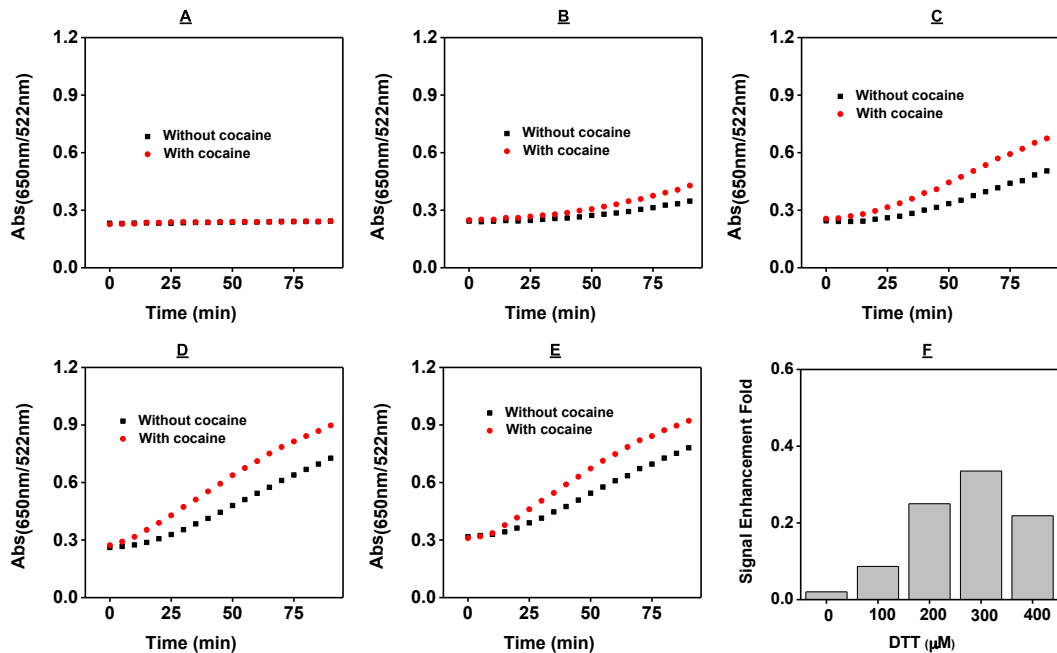 A
Abs(650nm/522nm)
1.2
0.9
0.6
0.3
0.0
Without cocaine
With cocaine
0 25 50 75
Time (min)
B
Abs(650nm/522nm)
1.2
0.9
0.6
0.3
0.0
Without cocaine
With cocaine
0 25 50 75
Time (min)
C
Abs(650nm/522nm)
1.2
0.9
0.6
0.3
0.0
Without cocaine
With cocaine
0 25 50 75
Time (min)
D
Abs(650nm/522nm)
1.2
0.9
0.6
0.3
0.0
Without cocaine
With cocaine
0 25 50 75
Time (min)
E
Abs(650nm/522nm)
1.2
0.9
0.6
0.3
0.0
Without cocaine
With cocaine
0 25 50 75
Time (min)
F
Signal Enhancement Fold
0.6
0.4
0.2
0.0
0 100 200 300 400
DTT (μM)